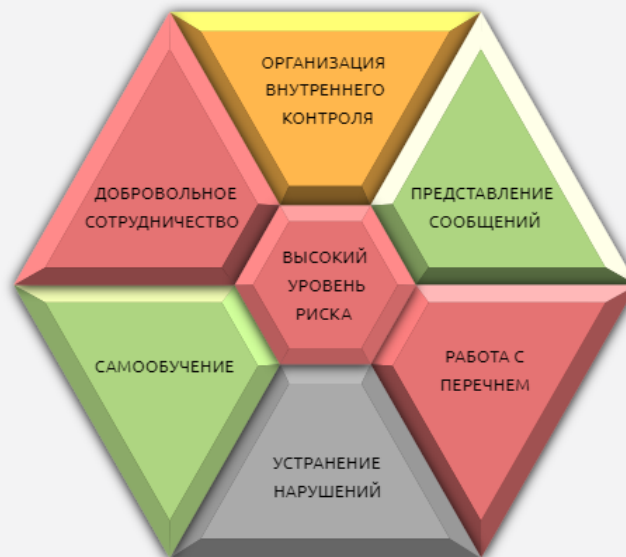 ОРГАНИЗАЦИЯ
ВНУТРЕННЕГО
КОНТРОЛЯ
ДОБРОВОЛЬНОЕ
СОТРУДНИЧЕСТВО
ПРЕДСТАВЛЕНИЕ
СООБЩЕНИЙ
ВЫСОКИЙ
УРОВЕНЬ
РИСКА
САМООБУЧЕНИЕ
РАБОТА С
ПЕРЕЧНЕМ
УСТРАНЕНИЕ
НАРУШЕНИЙ